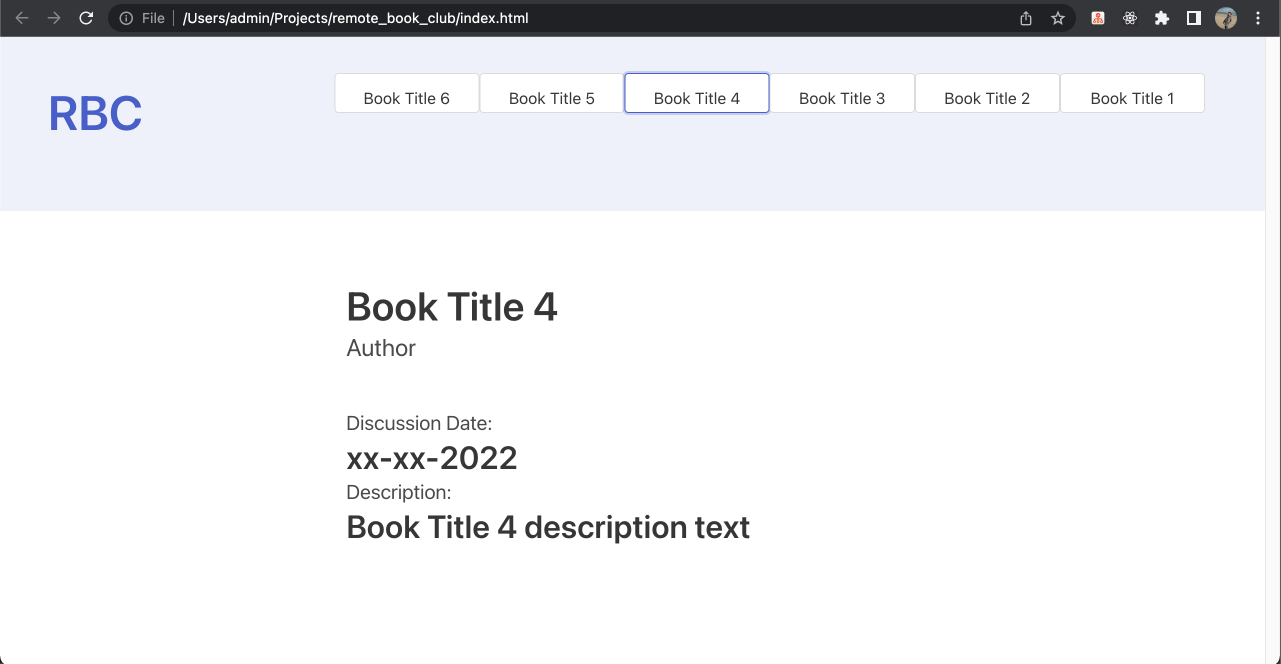 File /Users/admin/Projects/remote_book_club/index.html
RBC
Book Title 6 Book Title 5 Book Title 4 Book Title 3 Book Title 2 Book Title 1
Book Title 4
Author
Discussion Date:
xx-xx-2022
Description:
Book Title 4 description text